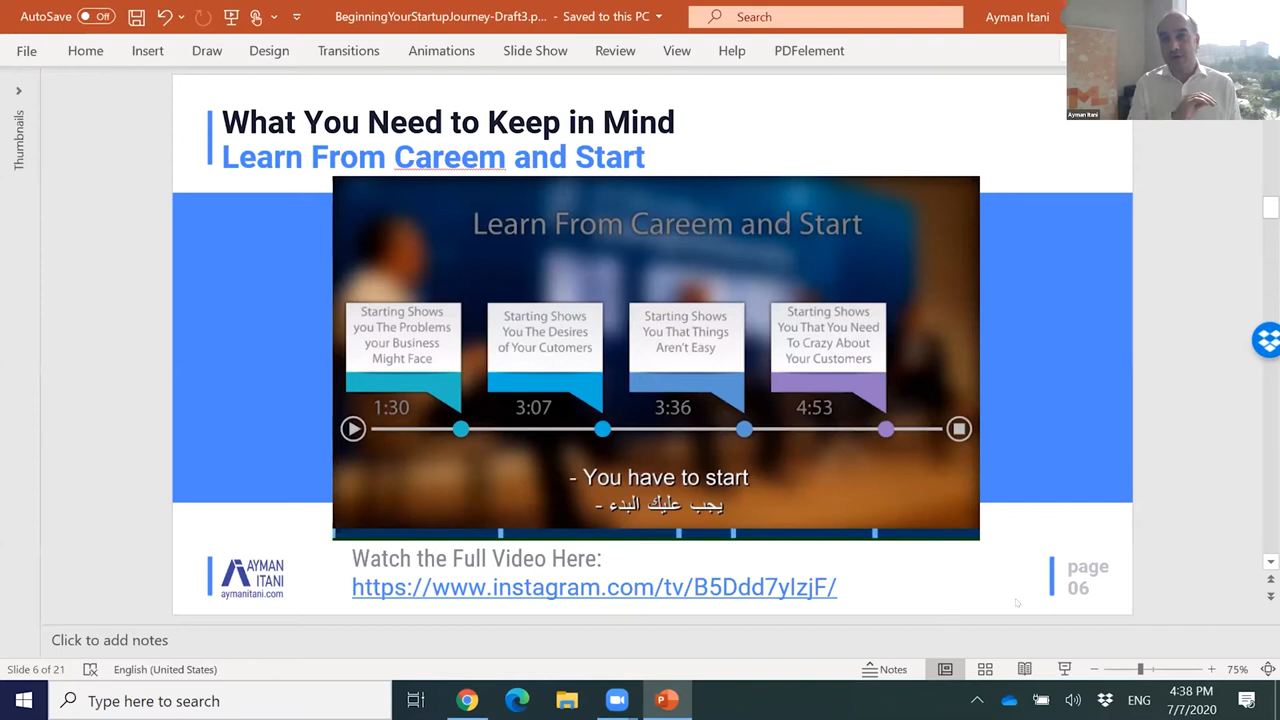 AutoSave Off
BeginningYourStartupJourney-Draft3.p... - Saved to this PC
Search
Ayman Itani
File Home Insert Draw Design Transitions Animations Slide Show Review View Help PDFelement
Ayman Itani
Thumbnails
What You Need to Keep in Mind
Learn From Careem and Start
Learn From Careem and Start
Starting Shows
you The Problems
your Business
Might Face
1:30
Starting Shows
You The Desires
of Your Cutomers
3:07
Starting Shows
You That Things
Aren't Easy
3:36
Starting Shows
You That You Need
To Crazy About
Your Customers
4:53
- You have to start
- يجب عليك البدء
Watch the Full Video Here:
https://www.instagram.com/tv/B5Ddd7yIzjF/
AYMAN
ITANI
aymanitani.com
page
06
Click to add notes
Slide 6 of 21
English (United States)
Notes
75%
Type here to search
ENG
4:38 PM
7/7/2020